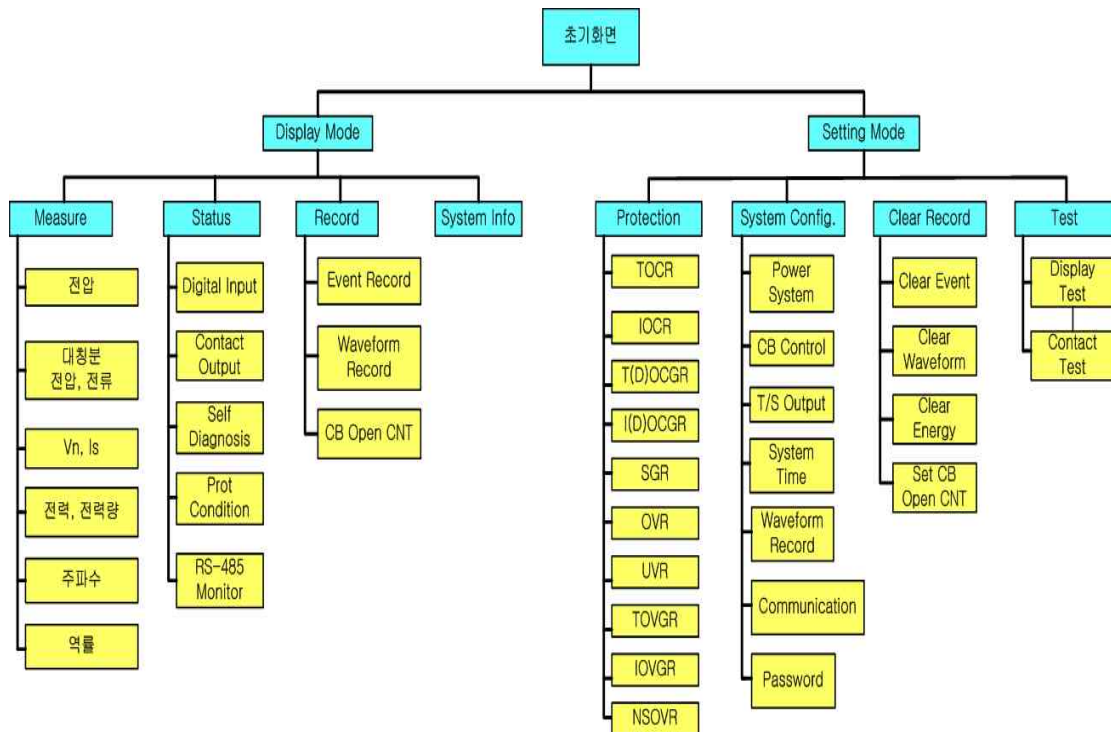 초기화면
Display Mode
Setting Mode
Measure
Status
Record
System Info
Protection
System Config.
Clear Record
Test
전압
대칭분
전압, 전류
Vn, Is
전력, 전력량
주파수
역률
Digital Input
Contact
Output
Self
Diagnosis
Prot
Condition
RS-485
Monitor
Event Record
Waveform
Record
CB Open CNT
TOCR
IOCR
T(D)OCGR
I(D)OCGR
SGR
OVR
UVR
TOVGR
IOVGR
NSOVR
Power
System
CB Control
T/S Output
System
Time
Waveform
Record
Communication
Password
Clear Event
Clear
Waveform
Clear
Energy
Set CB
Open CNT
Display
Test
Contact
Test